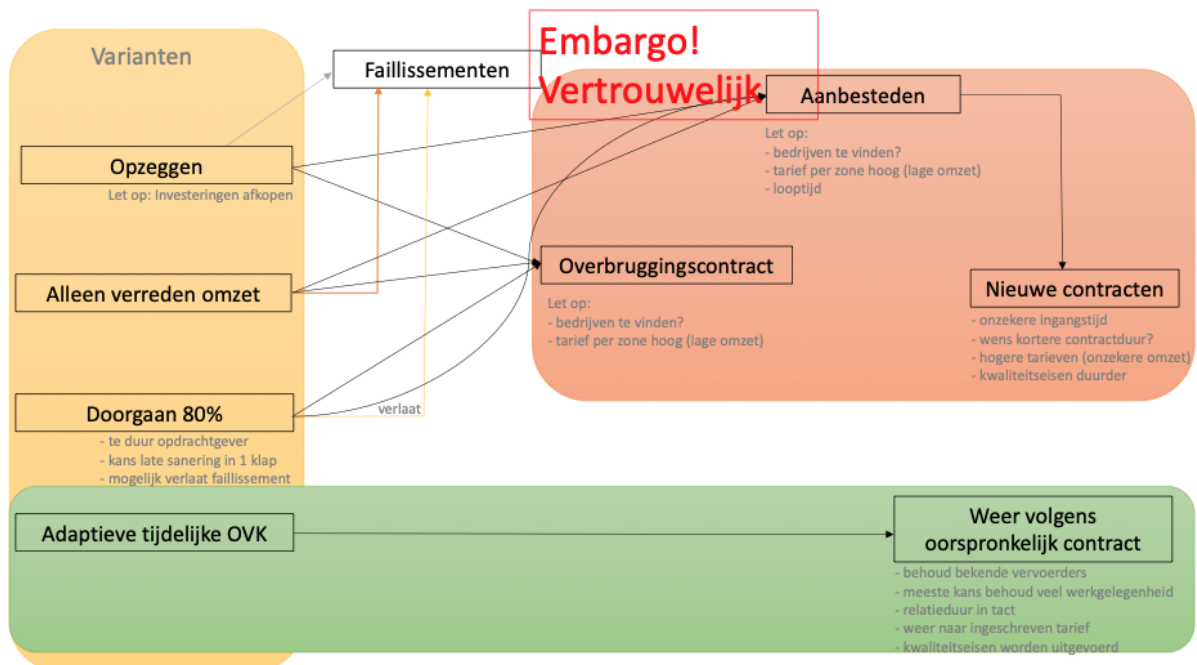 Varianten
Faillissementen
Embargo!
Vertrouwelijk
Aanbesteden
Let op:
- bedrijven te vinden?
- tarief per zone hoog (lage omzet)
- looptijd
Opzeggen
Let op: Investeringen afkopen
Alleen verreden omzet
Overbruggingscontract
Let op:
- bedrijven te vinden?
- tarief per zone hoog (lage omzet)
Nieuwe contracten
- onzekere ingangstijd
- wens kortere contractduur?
- hogere tarieven (onzekere omzet)
- kwaliteitseisen duurder
Doorgaan 80%
verlaat
- te duur opdrachtgever
- kans late sanering in 1 klap
- mogelijk verlaat faillissement
Adaptieve tijdelijke OVK
Weer volgens
oorspronkelijk contract
- behoud bekende vervoerders
- meeste kans behoud veel werkgelegenheid
- relatieduur in tact
- weer naar ingeschreven tarief
- kwaliteitseisen worden uitgevoerd